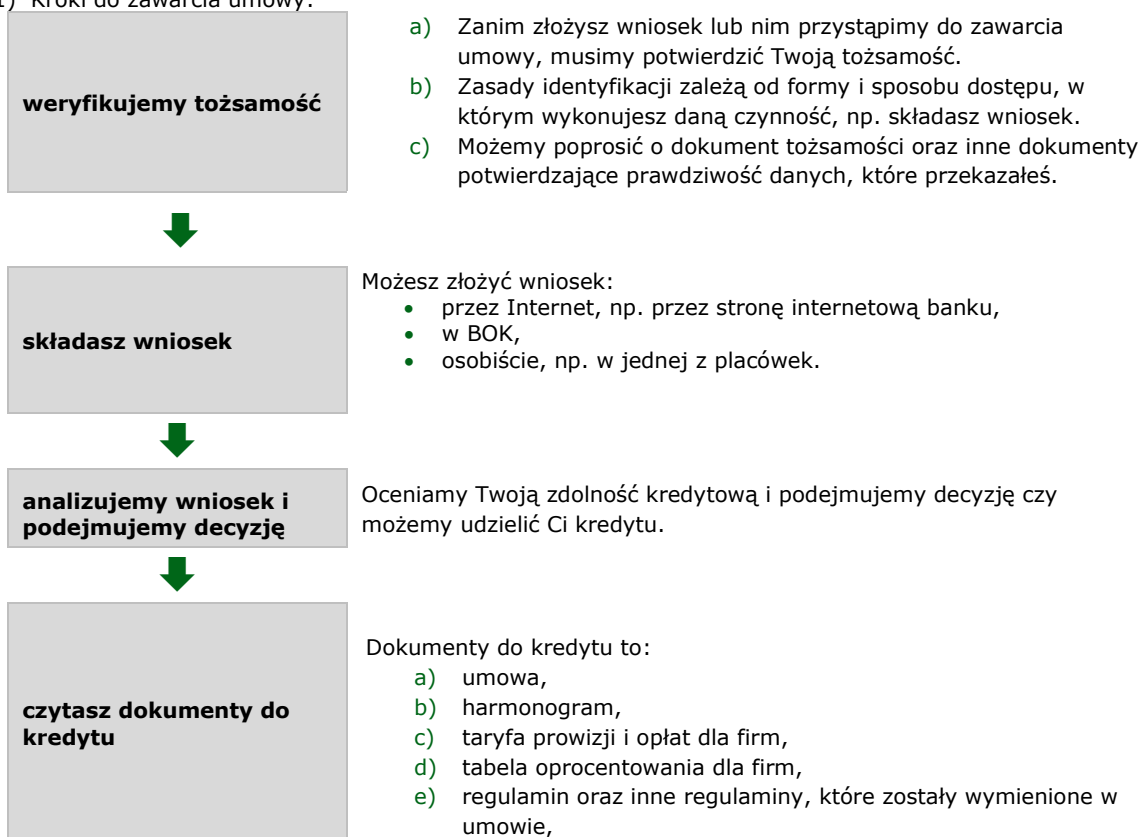 1) Kroki do zawarcia umowy:
weryfikujemy tożsamość
a) Zanim złożysz wniosek lub nim przystąpimy do zawarcia
umowy, musimy potwierdzić Twoją tożsamość.
b) Zasady identyfikacji zależą od formy i sposobu dostępu, w
którym wykonujesz daną czynność, np. składasz wniosek.
c) Możemy poprosić o dokument tożsamości oraz inne dokumenty
potwierdzające prawdziwość danych, które przekazałeś.
składasz wniosek
Możesz złożyć wniosek:
• przez Internet, np. przez stronę internetową banku,
• w BOK,
• osobiście, np. w jednej z placówek.
analizujemy wniosek i
podejmujemy decyzję
Oceniamy Twoją zdolność kredytową i podejmujemy decyzję czy
możemy udzielić Ci kredytu.
czytasz dokumenty do
kredytu
Dokumenty do kredytu to:
a) umowa,
b) harmonogram,
c) taryfa prowizji i opłat dla firm,
d) tabela oprocentowania dla firm,
e) regulamin oraz inne regulaminy, które zostały wymienione w
umowie,